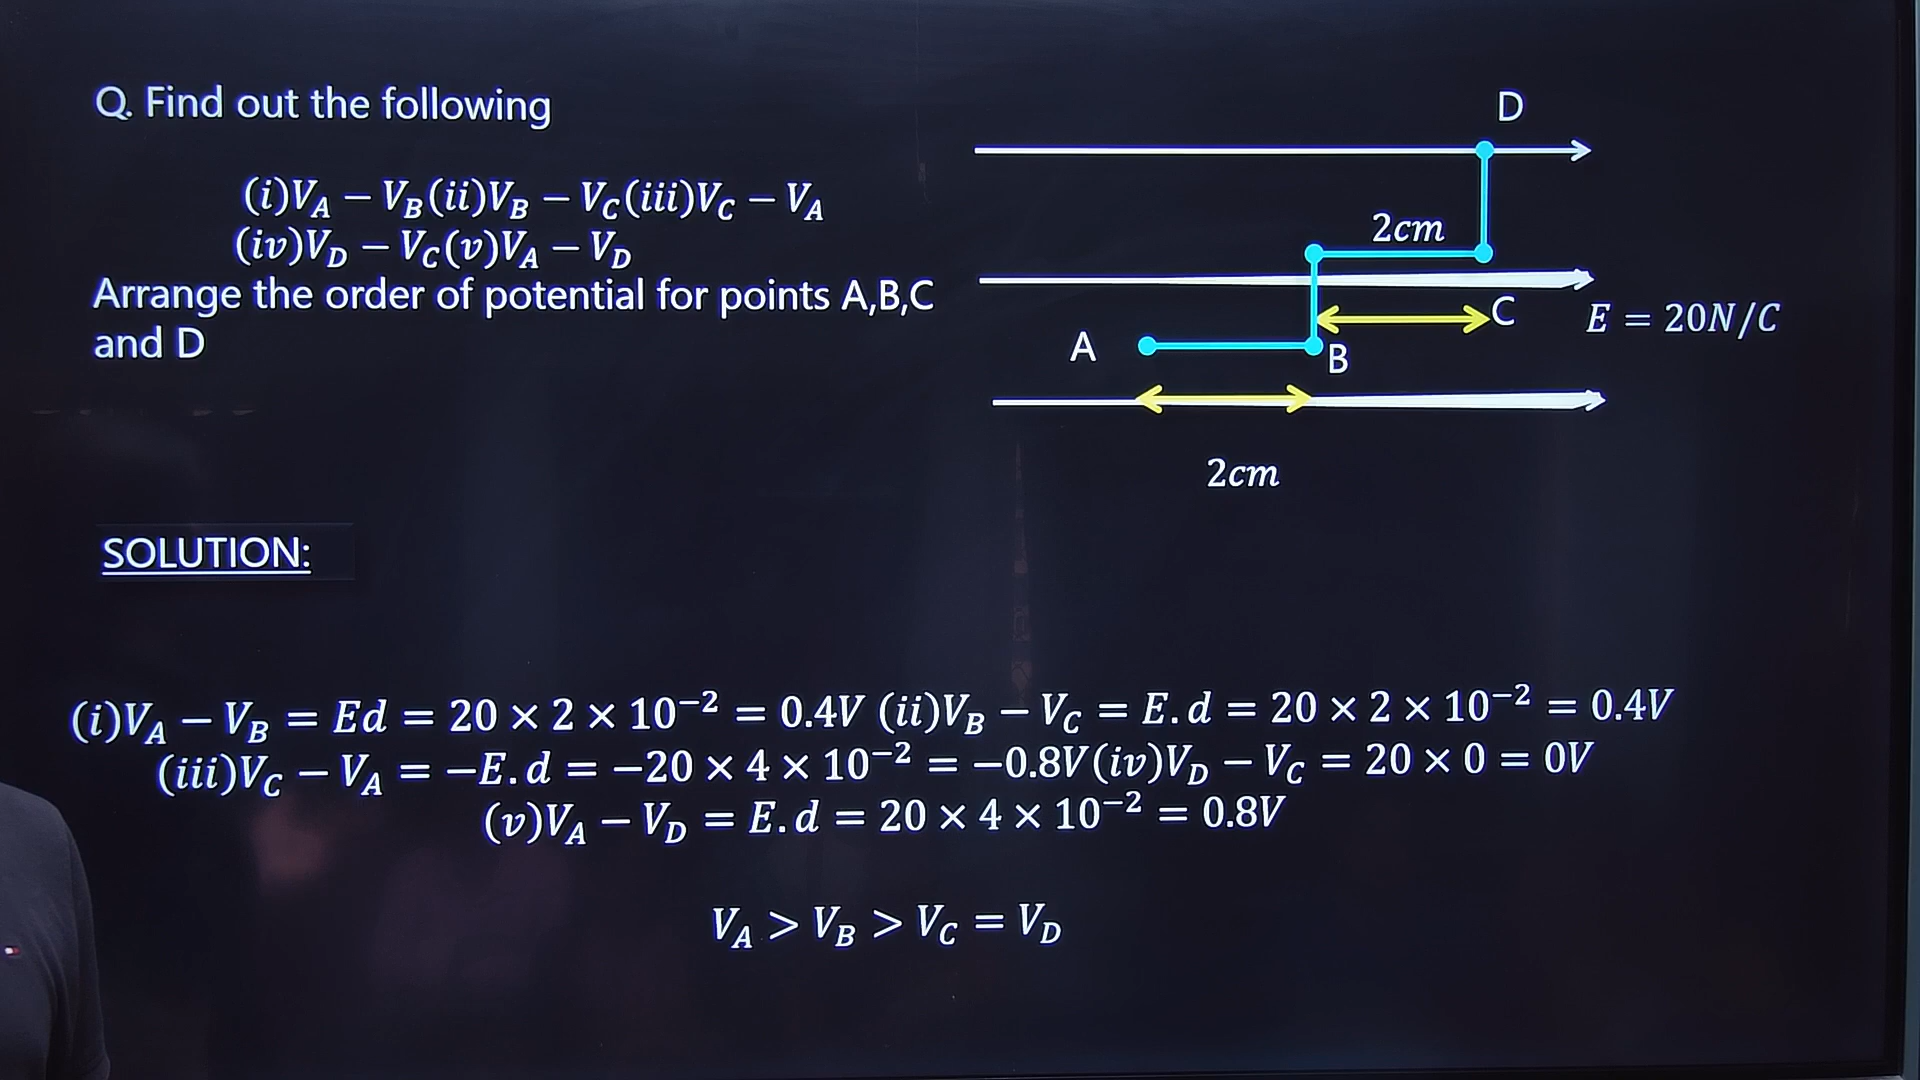 Q. Find out the following
(i)V_A − V_B(ii)V_B − V_C(iii)V_C − V_A
(iv)V_D − V_C(v)V_A − V_D
Arrange the order of potential for points A,B,C
and D
D
2cm
C
E = 20N/C
A
B
2cm
SOLUTION:
(i)V_A − V_B = Ed = 20 × 2 × 10⁻² = 0.4V (ii)V_B − V_C = E.d = 20 × 2 × 10⁻² = 0.4V
(iii)V_C − V_A = −E.d = −20 × 4 × 10⁻² = −0.8V(iv)V_D − V_C = 20 × 0 = 0V
(v)V_A − V_D = E.d = 20 × 4 × 10⁻² = 0.8V
V_A > V_B > V_C = V_D